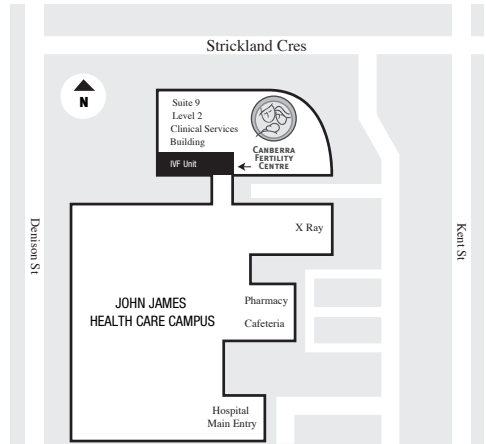 Strickland Cres
N
Suite 9
Level 2
Clinical Services
Building
CANBERRA
FERTILITY
CENTRE
IVF Unit
Denison St
Kent St
X Ray
JOHN JAMES
HEALTH CARE CAMPUS
Pharmacy
Cafeteria
Hospital
Main Entry